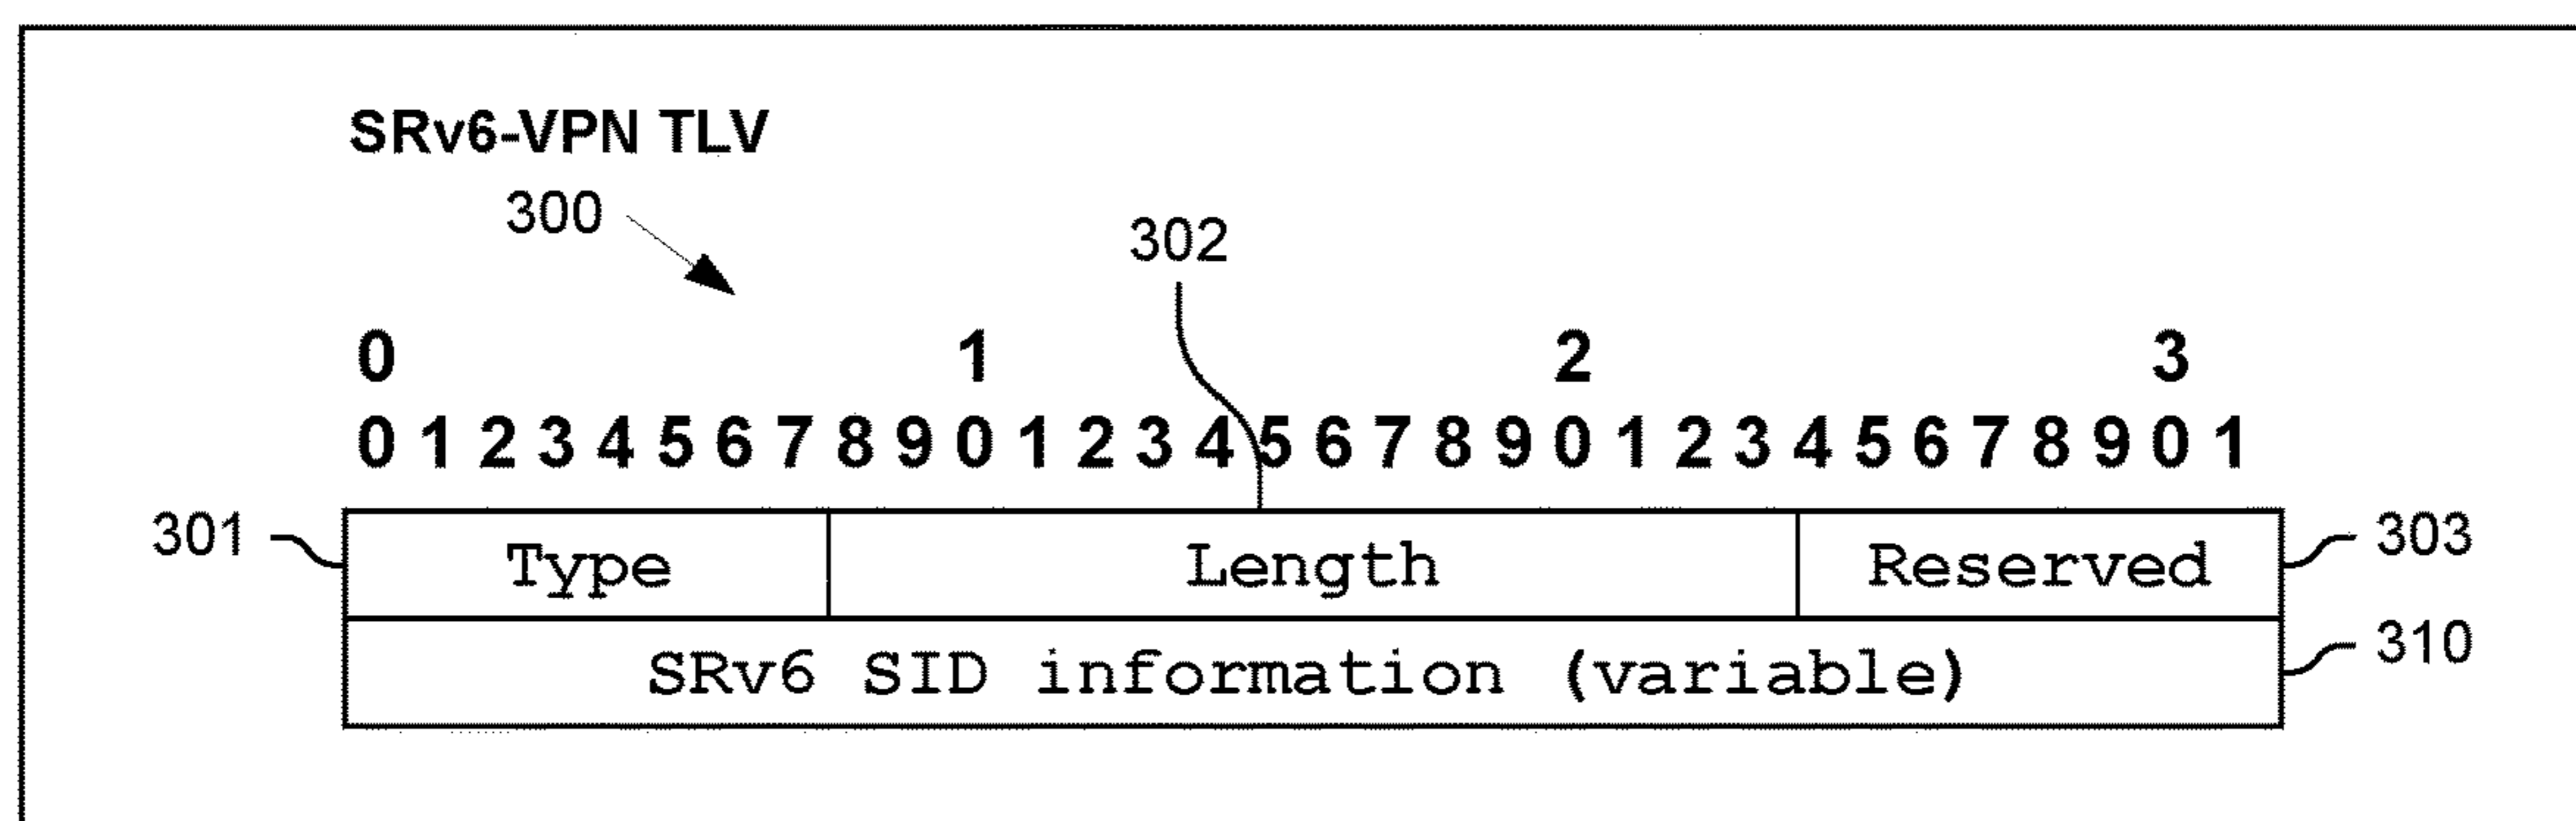 SRv6-VPN TLV
300
302
0 1 2 3
0 1 2 3 4 5 6 7 8 9 0 1 2 3 4 5 6 7 8 9 0 1 2 3 4 5 6 7 8 9 0 1
301 Type Length Reserved 303
SRv6 SID information (variable) 310